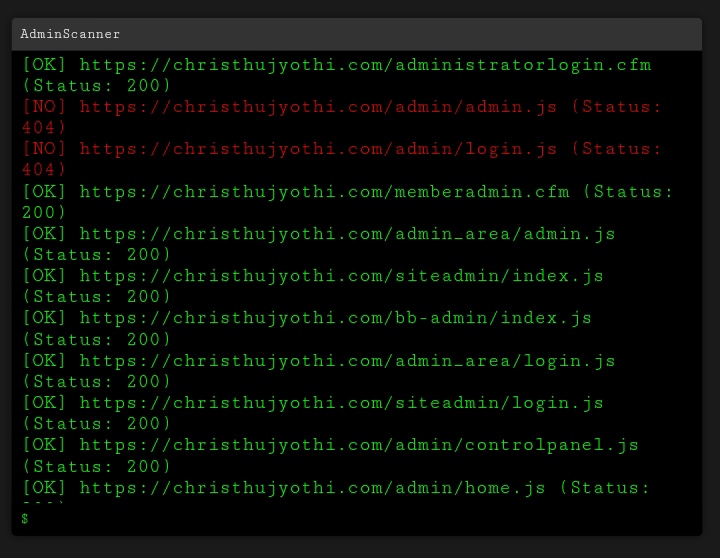 AdminScanner
[OK] https://christhujyothi.com/administratorlogin.cfm
(Status: 200)
[NO] https://christhujyothi.com/admin/admin.js (Status:
404)
[NO] https://christhujyothi.com/admin/login.js (Status:
404)
[OK] https://christhujyothi.com/memberadmin.cfm (Status:
200)
[OK] https://christhujyothi.com/admin_area/admin.js
(Status: 200)
[OK] https://christhujyothi.com/siteadmin/index.js
(Status: 200)
[OK] https://christhujyothi.com/bb-admin/index.js
(Status: 200)
[OK] https://christhujyothi.com/admin_area/login.js
(Status: 200)
[OK] https://christhujyothi.com/siteadmin/login.js
(Status: 200)
[OK] https://christhujyothi.com/admin/controlpanel.js
(Status: 200)
[OK] https://christhujyothi.com/admin/home.js (Status:
$